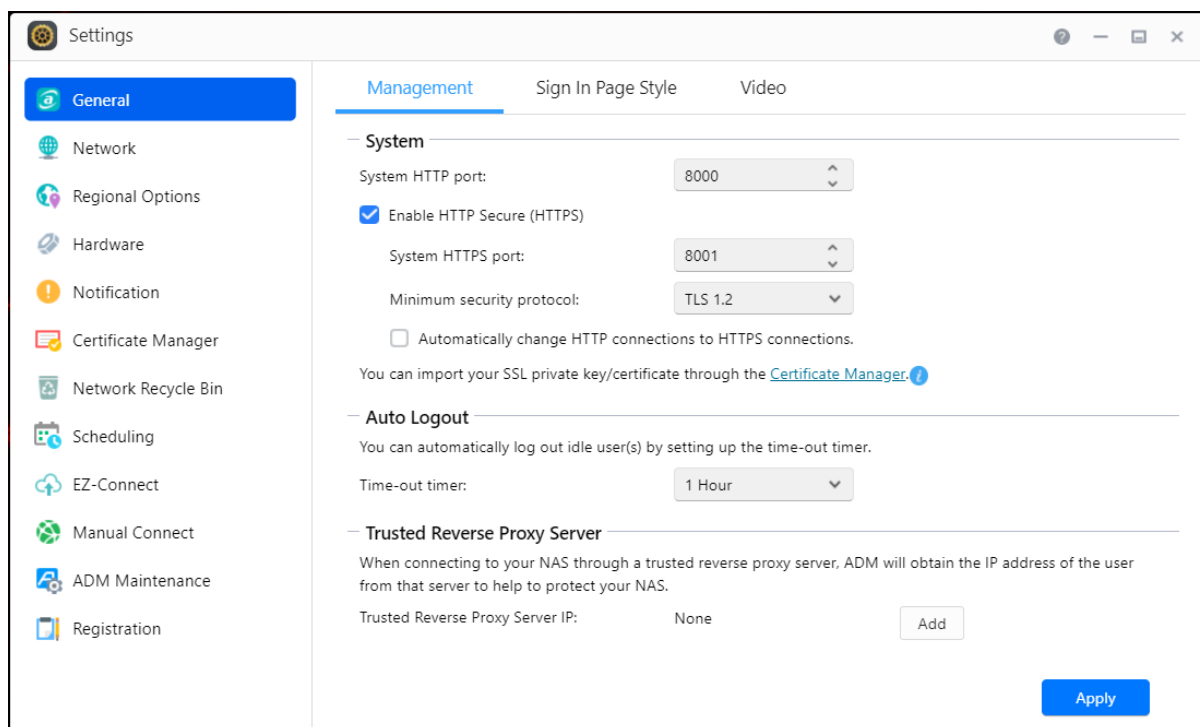 Settings
General
Network
Regional Options
Hardware
Notification
Certificate Manager
Network Recycle Bin
Scheduling
EZ-Connect
Manual Connect
ADM Maintenance
Registration
Management Sign In Page Style Video
System
System HTTP port: 8000
Enable HTTP Secure (HTTPS)
System HTTPS port: 8001
Minimum security protocol: TLS 1.2
Automatically change HTTP connections to HTTPS connections.
You can import your SSL private key/certificate through the Certificate Manager.
Auto Logout
You can automatically log out idle user(s) by setting up the time-out timer.
Time-out timer: 1 Hour
Trusted Reverse Proxy Server
When connecting to your NAS through a trusted reverse proxy server, ADM will obtain the IP address of the user
from that server to help to protect your NAS.
Trusted Reverse Proxy Server IP: None Add
Apply